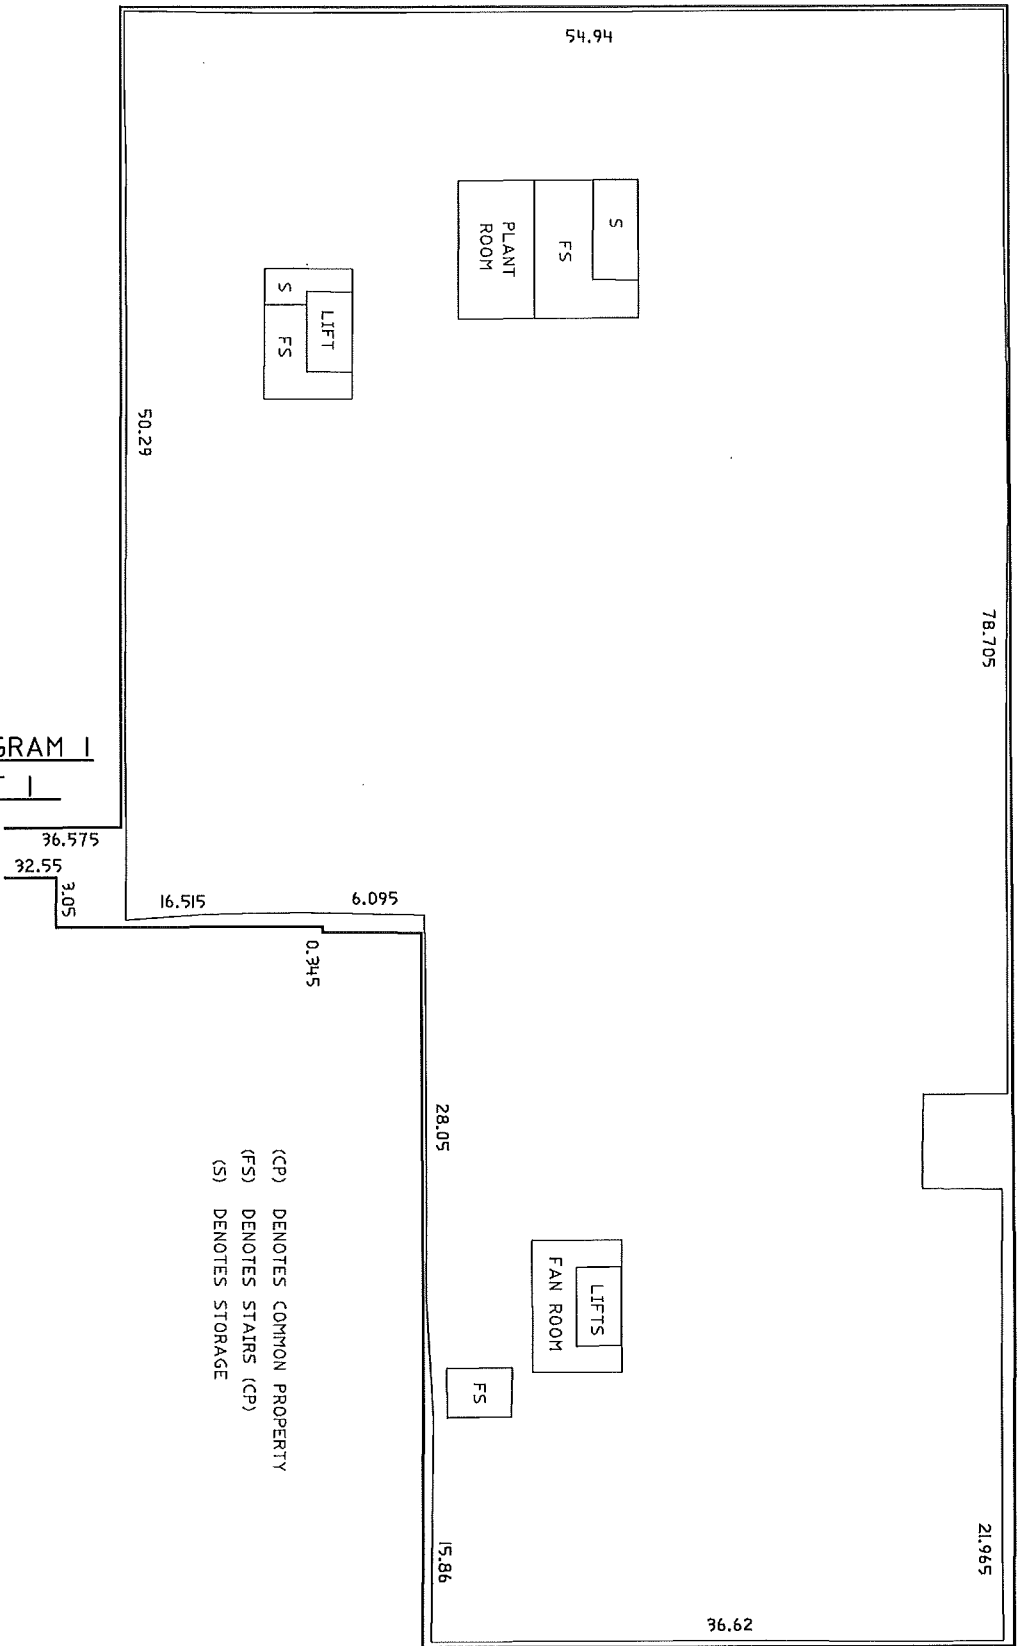 54.94
S
FS
PLANT
ROOM
LIFT
S
FS
50.29
78.705
GRAM 1
T 1
36.575
32.55
3.05
16.515
6.095
0.345
28.05
(CP) DENOTES COMMON PROPERTY
(FS) DENOTES STAIRS (CP)
(S) DENOTES STORAGE
LIFTS
FAN ROOM
FS
21.965
15.86
36.62